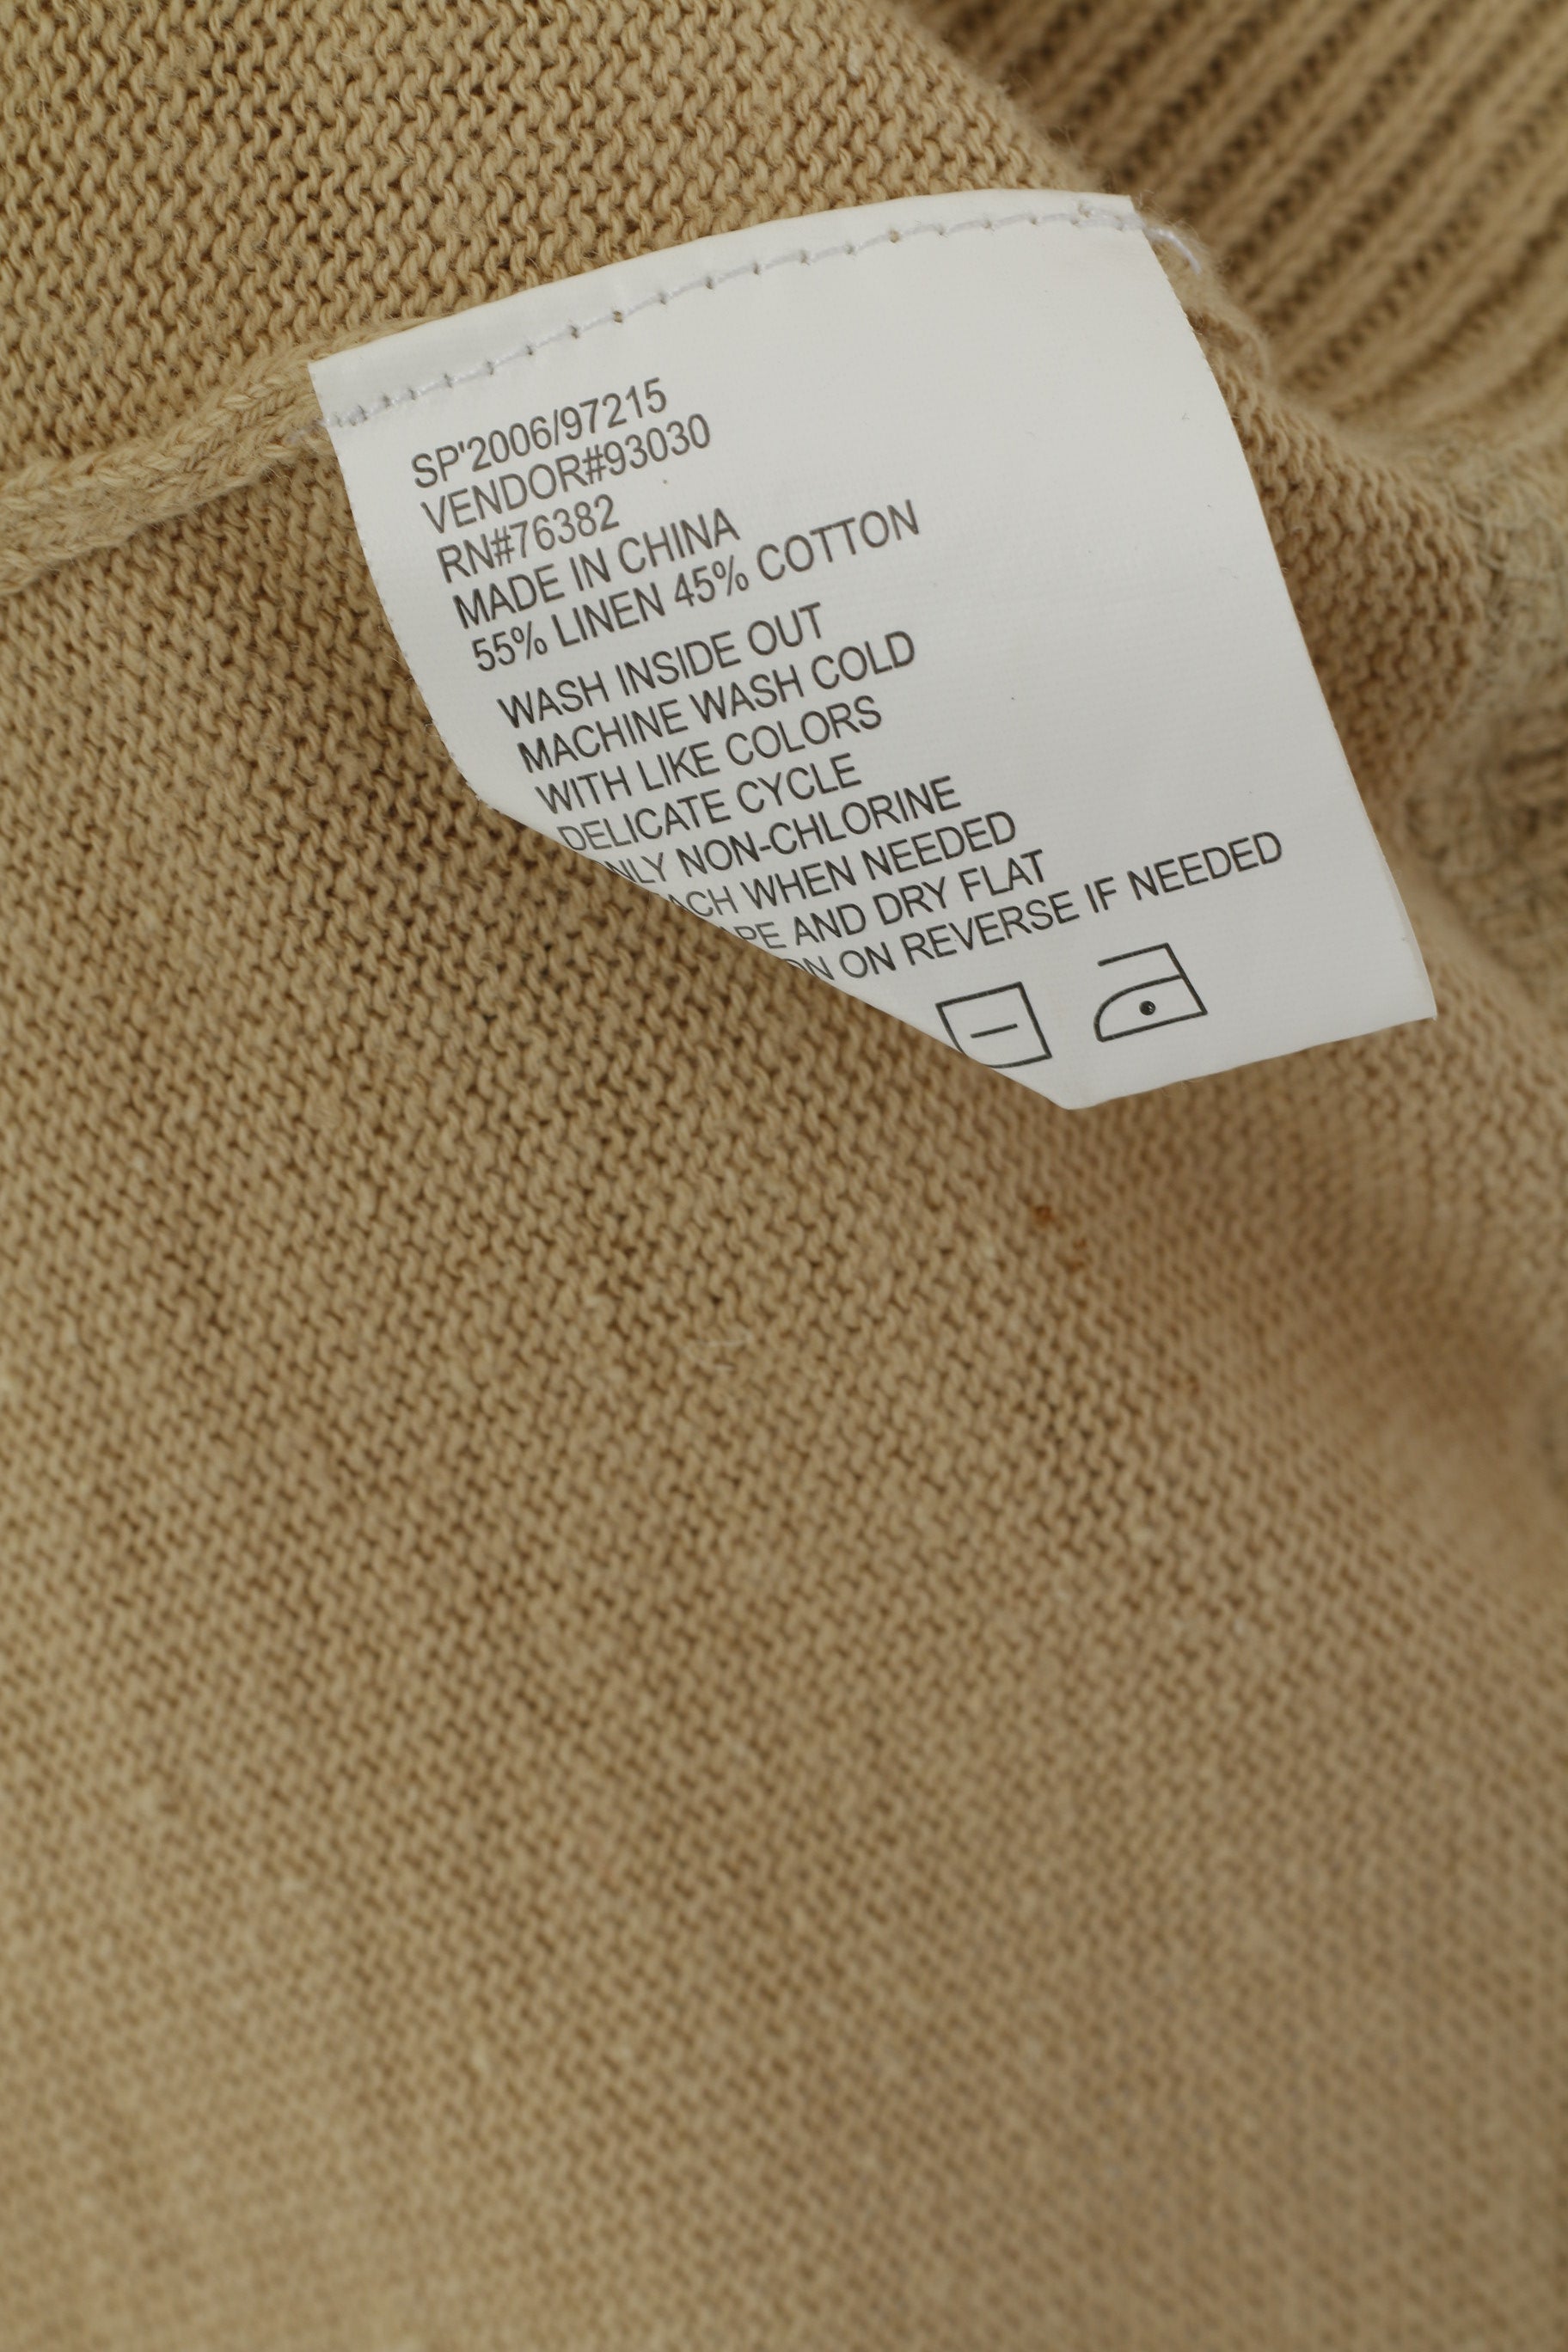 SP'2006/97215
VENDOR#93030
RN#76382
MADE IN CHINA
55% LINEN 45% COTTON
WASH INSIDE OUT
MACHINE WASH COLD
WITH LIKE COLORS
DELICATE CYCLE
NON-CHLORINE
WHEN NEEDED
AND DRY FLAT
ON REVERSE IF NEEDED